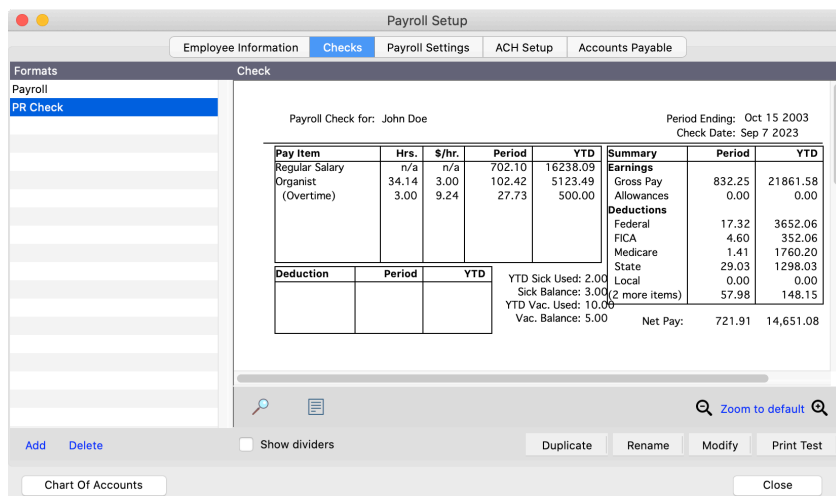 Payroll Setup
Employee Information Checks Payroll Settings ACH Setup Accounts Payable
Formats Check
Payroll
PR Check
Payroll Check for: John Doe Period Ending: Oct 15 2003
Check Date: Sep 7 2023
Pay Item Hrs. $/hr. Period YTD Summary Period YTD
Regular Salary n/a n/a 702.10 16238.09 Earnings
Organist 34.14 3.00 102.42 5123.49 Gross Pay 832.25 21861.58
(Overtime) 3.00 9.24 27.73 500.00 Allowances 0.00 0.00
Deductions
Federal 17.32 3652.06
FICA 4.60 352.06
Medicare 1.41 1760.20
State 29.03 1298.03
Deduction Period YTD YTD Sick Used: 2.00 Local 0.00 0.00
Sick Balance: 3.00 (2 more items) 57.98 148.15
YTD Vac. Used: 10.00
Vac. Balance: 5.00 Net Pay: 721.91 14,651.08
Zoom to default
Add Delete Show dividers Duplicate Rename Modify Print Test
Chart Of Accounts Close